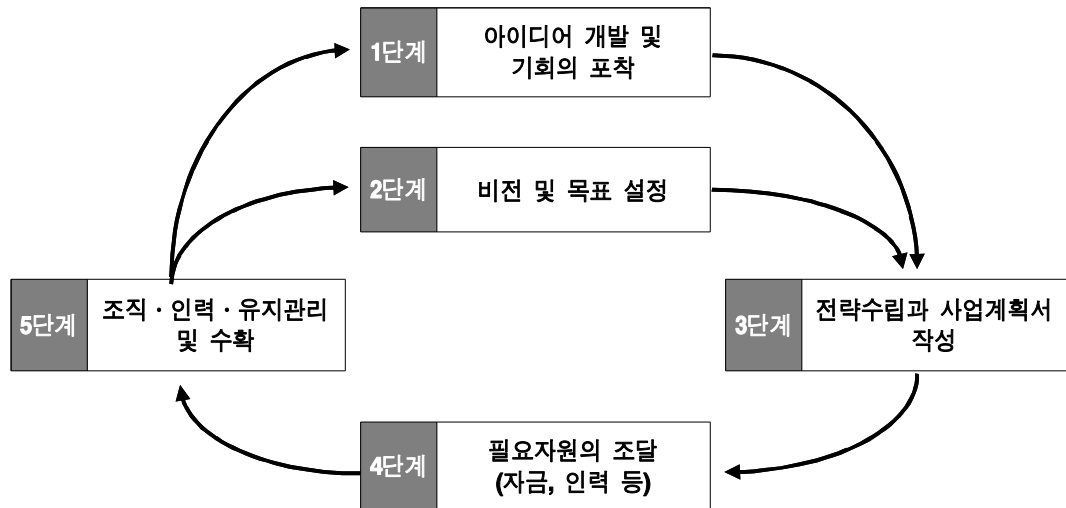 1단계
아이디어 개발 및
기회의 포착
2단계
비전 및 목표 설정
5단계
조직 · 인력 · 유지관리
및 수확
3단계
전략수립과 사업계획서
작성
4단계
필요자원의 조달
(자금, 인력 등)